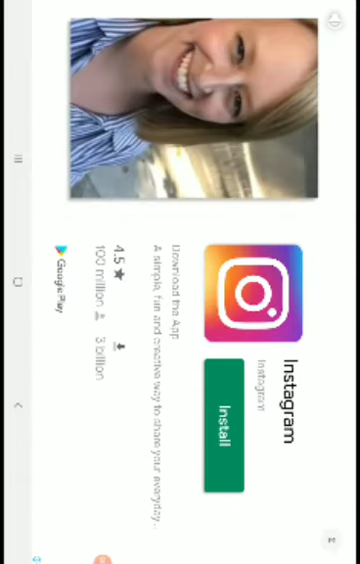 Instagram
Instagram
Install
Download the App
A simple, fun and creative way to share your everyday...
4.5 ★
100 million 3 billion
Google Play